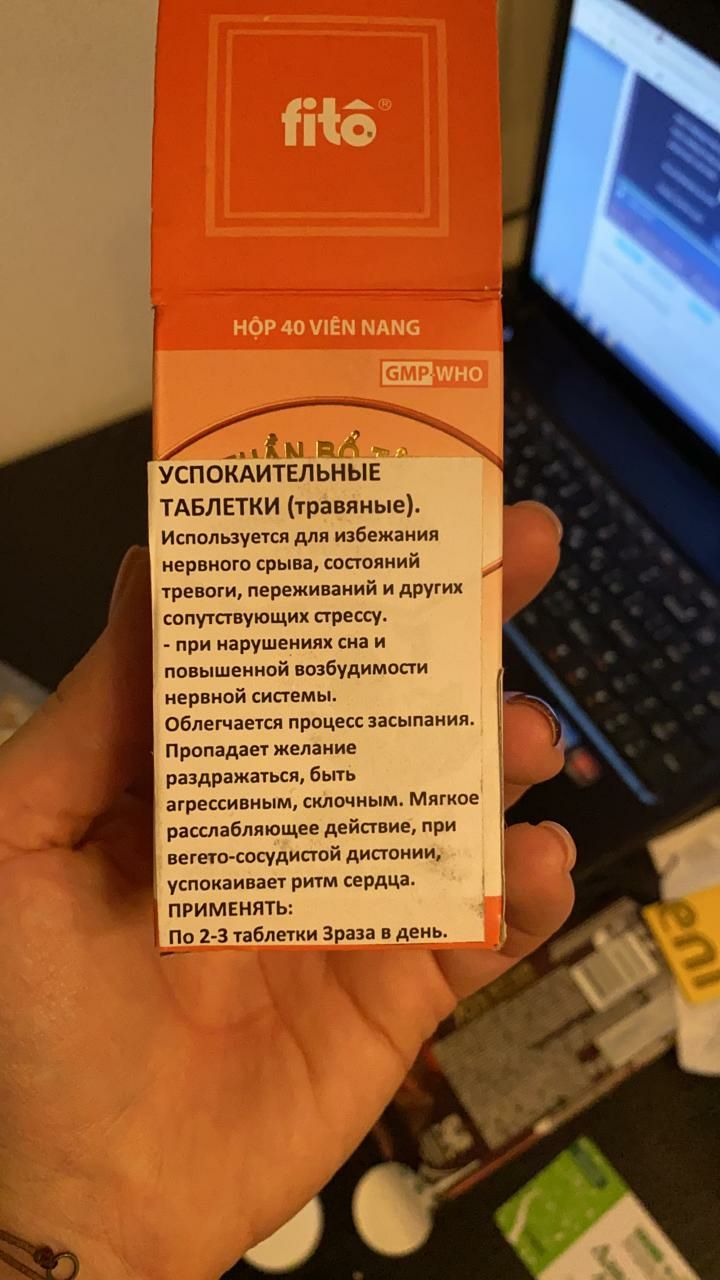 fitô®
HỘP 40 VIÊN NANG
GMP-WHO
BỔ
УСПОКАИТЕЛЬНЫЕ
ТАБЛЕТКИ (травяные).
Используется для избежания
нервного срыва, состояний
тревоги, переживаний и других
сопутствующих стрессу.
- при нарушениях сна и
повышенной возбудимости
нервной системы.
Облегчается процесс засыпания.
Пропадает желание
раздражаться, быть
агрессивным, склочным. Мягкое
расслабляющее действие, при
вегето-сосудистой дистонии,
успокаивает ритм сердца.
ПРИМЕНЯТЬ:
По 2-3 таблетки 3раза в день.